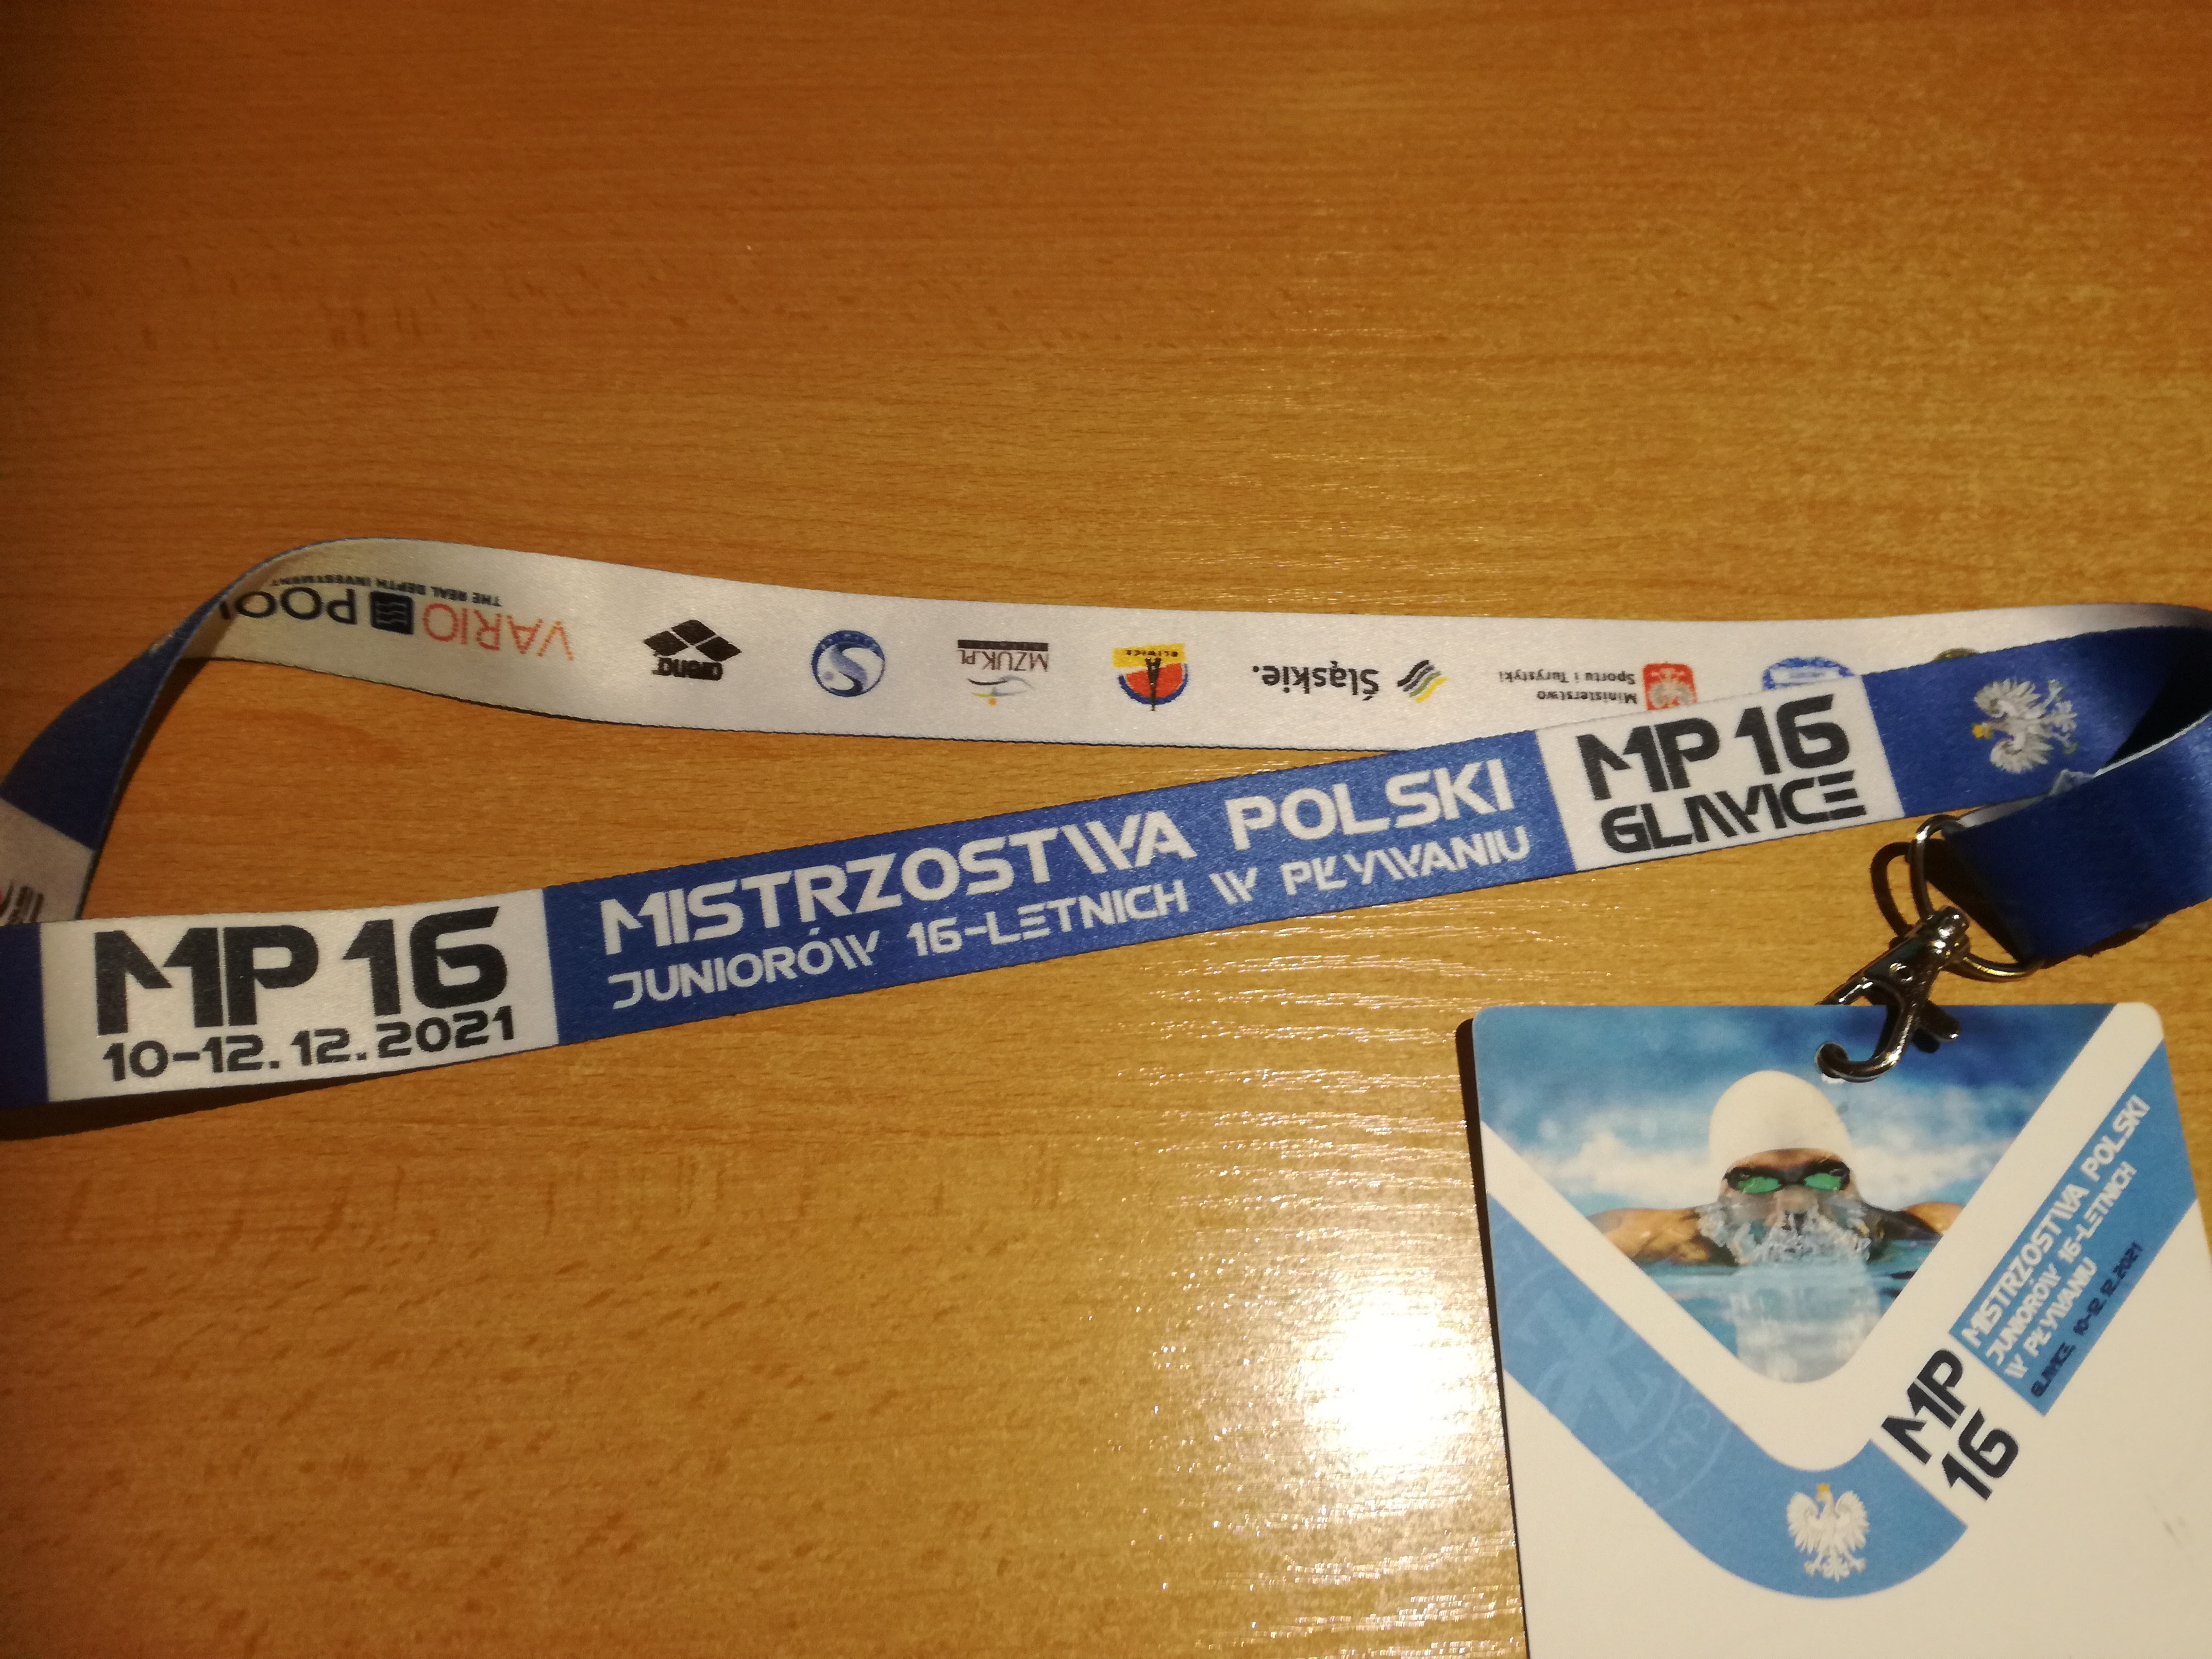 VARIO POOL
THE REAL DEPTH INVESTMENT
arena
MZUK.PL
GLIWICE
Śląskie.
Ministerstwo
Sportu i Turystyki
MP 16
10-12.12.2021
MISTRZOSTWA POLSKI
JUNIORÓW 16-LETNICH W PŁYWANIU
MP 16
GLIWICE
MP
16
MISTRZOSTWA POLSKI
JUNIORÓW 16-LETNICH
W PŁYWANIU
GLIWICE, 10-12.12.2021